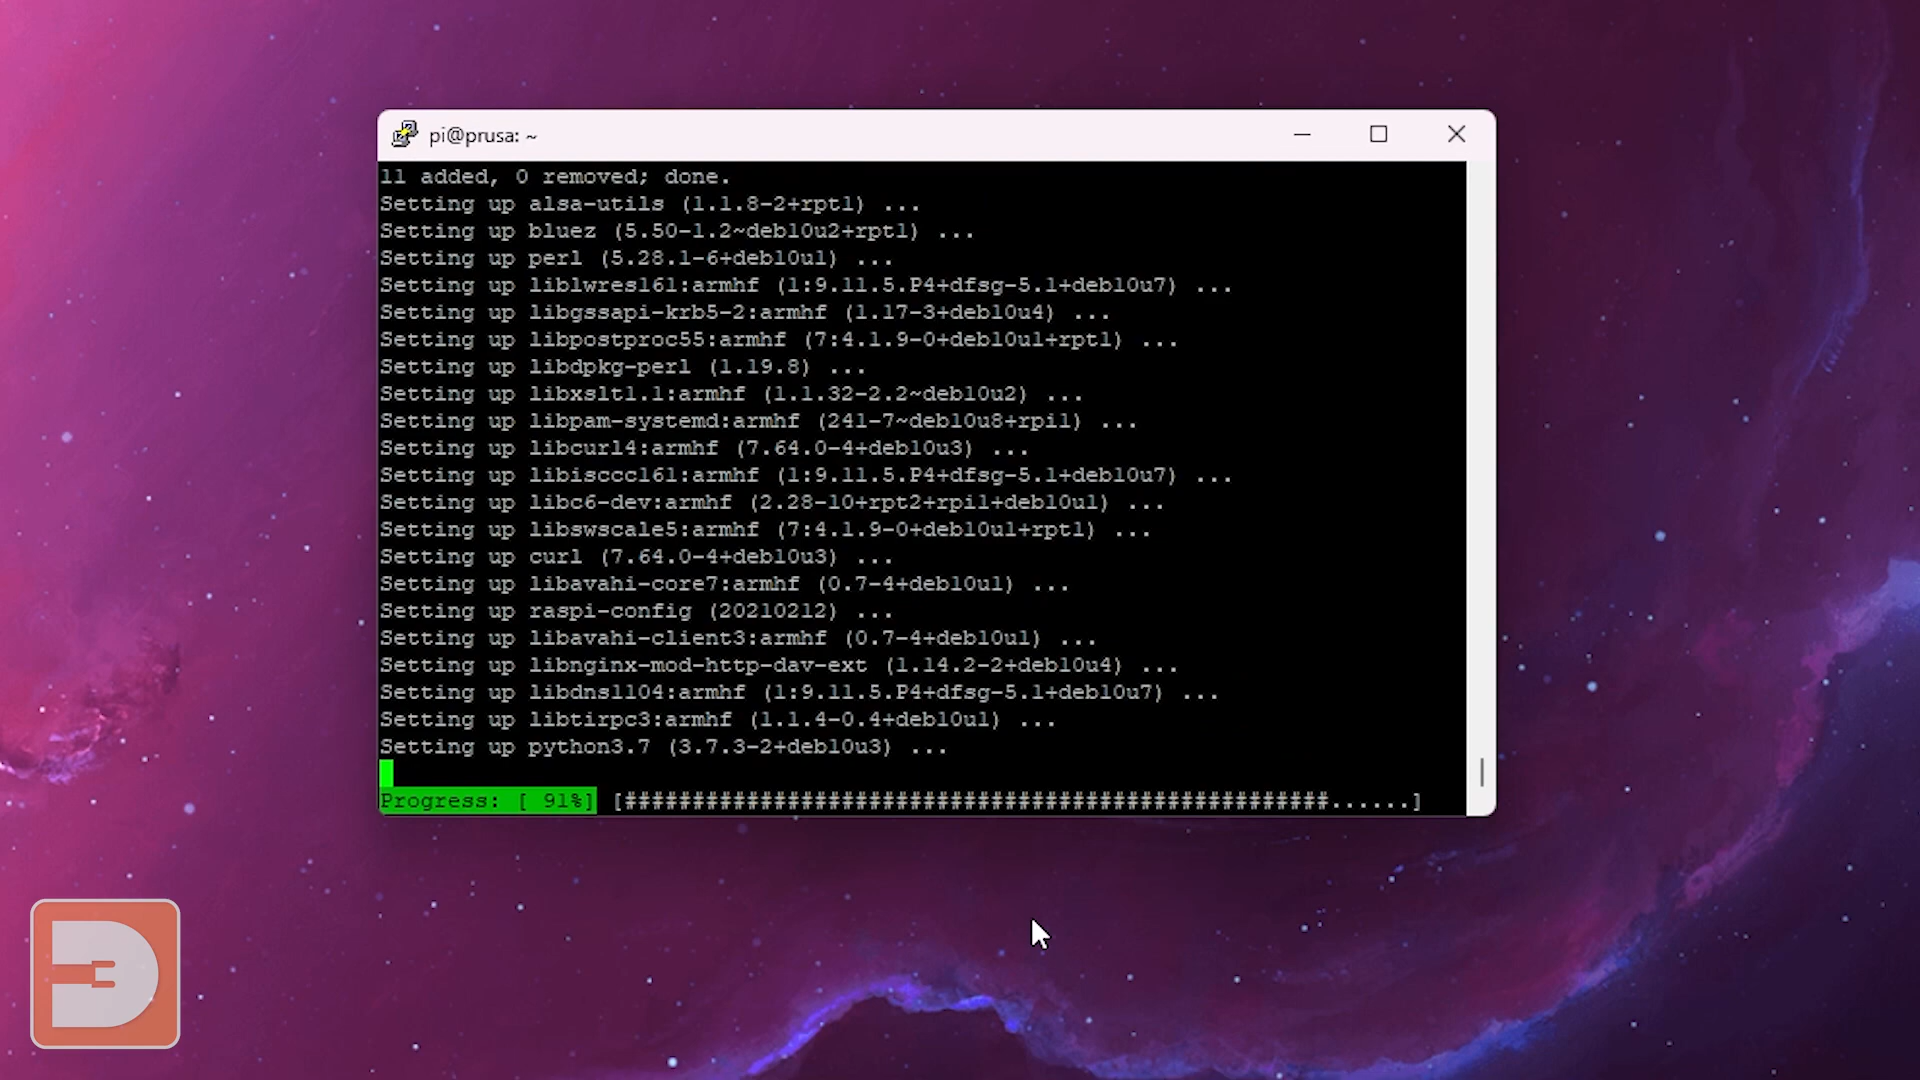 pi@prusa: ~
11 added, 0 removed; done.
Setting up alsa-utils (1.1.8-2+rpt1) ...
Setting up bluez (5.50-1.2~deb10u2+rpt1) ...
Setting up perl (5.28.1-6+deb10u1) ...
Setting up liblwres161:armhf (1:9.11.5.P4+dfsg-5.1+deb10u7) ...
Setting up libgssapi-krb5-2:armhf (1.17-3+deb10u4) ...
Setting up libpostproc55:armhf (7:4.1.9-0+deb10u1+rpt1) ...
Setting up libdpkg-perl (1.19.8) ...
Setting up libxslt1.1:armhf (1.1.32-2.2~deb10u2) ...
Setting up libpam-systemd:armhf (241-7~deb10u8+rpi1) ...
Setting up libcurl4:armhf (7.64.0-4+deb10u3) ...
Setting up libisccc161:armhf (1:9.11.5.P4+dfsg-5.1+deb10u7) ...
Setting up libc6-dev:armhf (2.28-10+rpt2+rpi1+deb10u1) ...
Setting up libswscale5:armhf (7:4.1.9-0+deb10u1+rpt1) ...
Setting up curl (7.64.0-4+deb10u3) ...
Setting up libavahi-core7:armhf (0.7-4+deb10u1) ...
Setting up raspi-config (20210212) ...
Setting up libavahi-client3:armhf (0.7-4+deb10u1) ...
Setting up libnginx-mod-http-dav-ext (1.14.2-2+deb10u4) ...
Setting up libdns1104:armhf (1:9.11.5.P4+dfsg-5.1+deb10u7) ...
Setting up libtirpc3:armhf (1.1.4-0.4+deb10u1) ...
Setting up python3.7 (3.7.3-2+deb10u3) ...
Progress: [ 91%] [####################################################......]